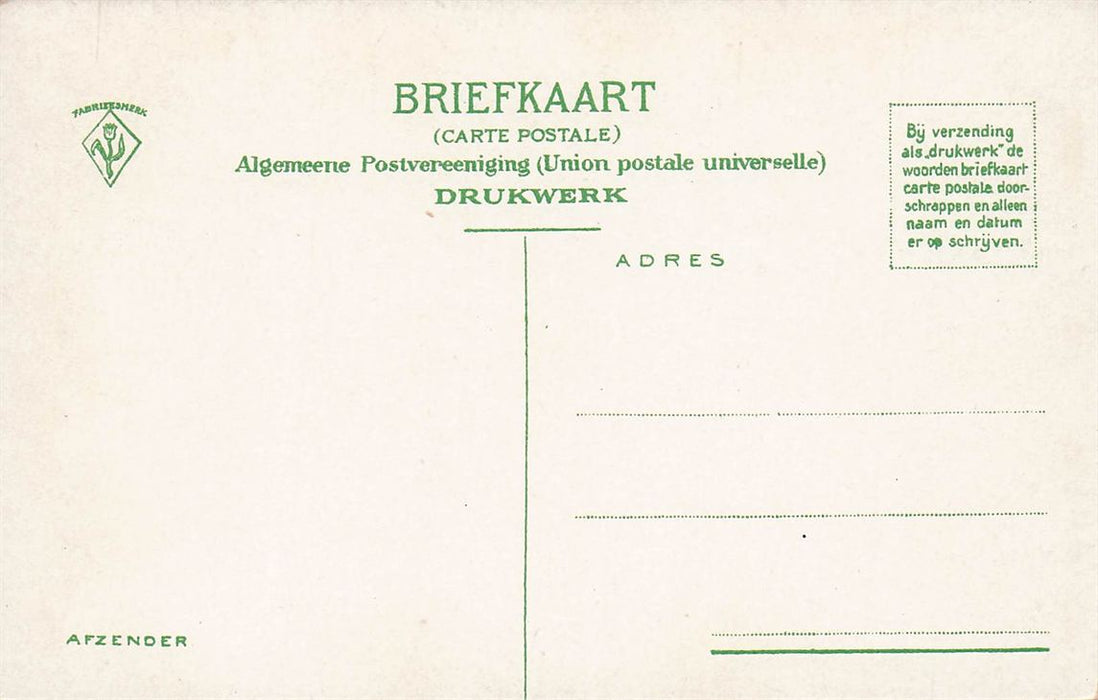 FABRIEKSMERK
BRIEFKAART
(CARTE POSTALE)
Algemeene Postvereeniging (Union postale universelle)
DRUKWERK
Bij verzending
als „drukwerk" de
woorden briefkaart
carte postale door-
schrappen en alleen
naam en datum
er op schrijven.
ADRES
AFZENDER